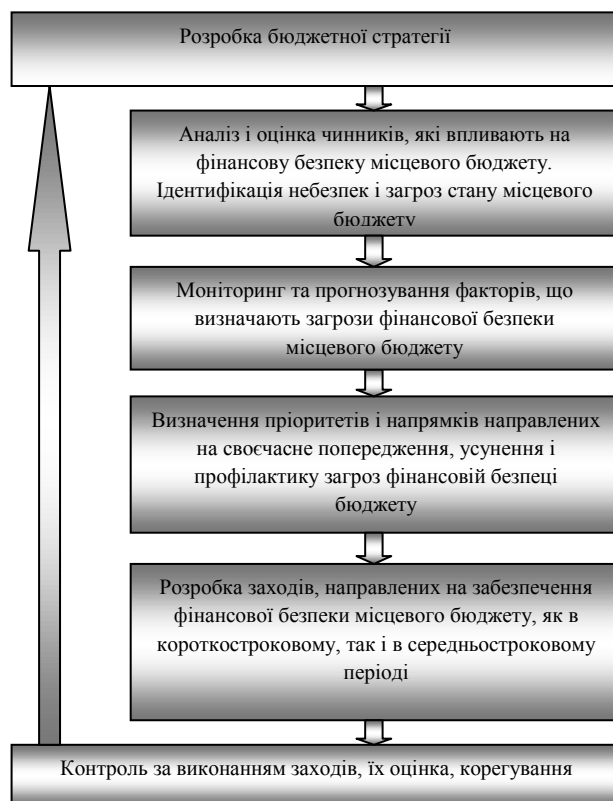 Розробка бюджетної стратегії
Аналіз і оцінка чинників, які впливають на
фінансову безпеку місцевого бюджету.
Ідентифікація небезпек і загроз стану місцевого
бюджету
Моніторинг та прогнозування факторів, що
визначають загрози фінансової безпеки
місцевого бюджету
Визначення пріоритетів і напрямків направлених
на своєчасне попередження, усунення і
профілактику загроз фінансовій безпеці
бюджету
Розробка заходів, направлених на забезпечення
фінансової безпеки місцевого бюджету, як в
короткостроковому, так і в середньостроковому
періоді
Контроль за виконанням заходів, їх оцінка, корегування